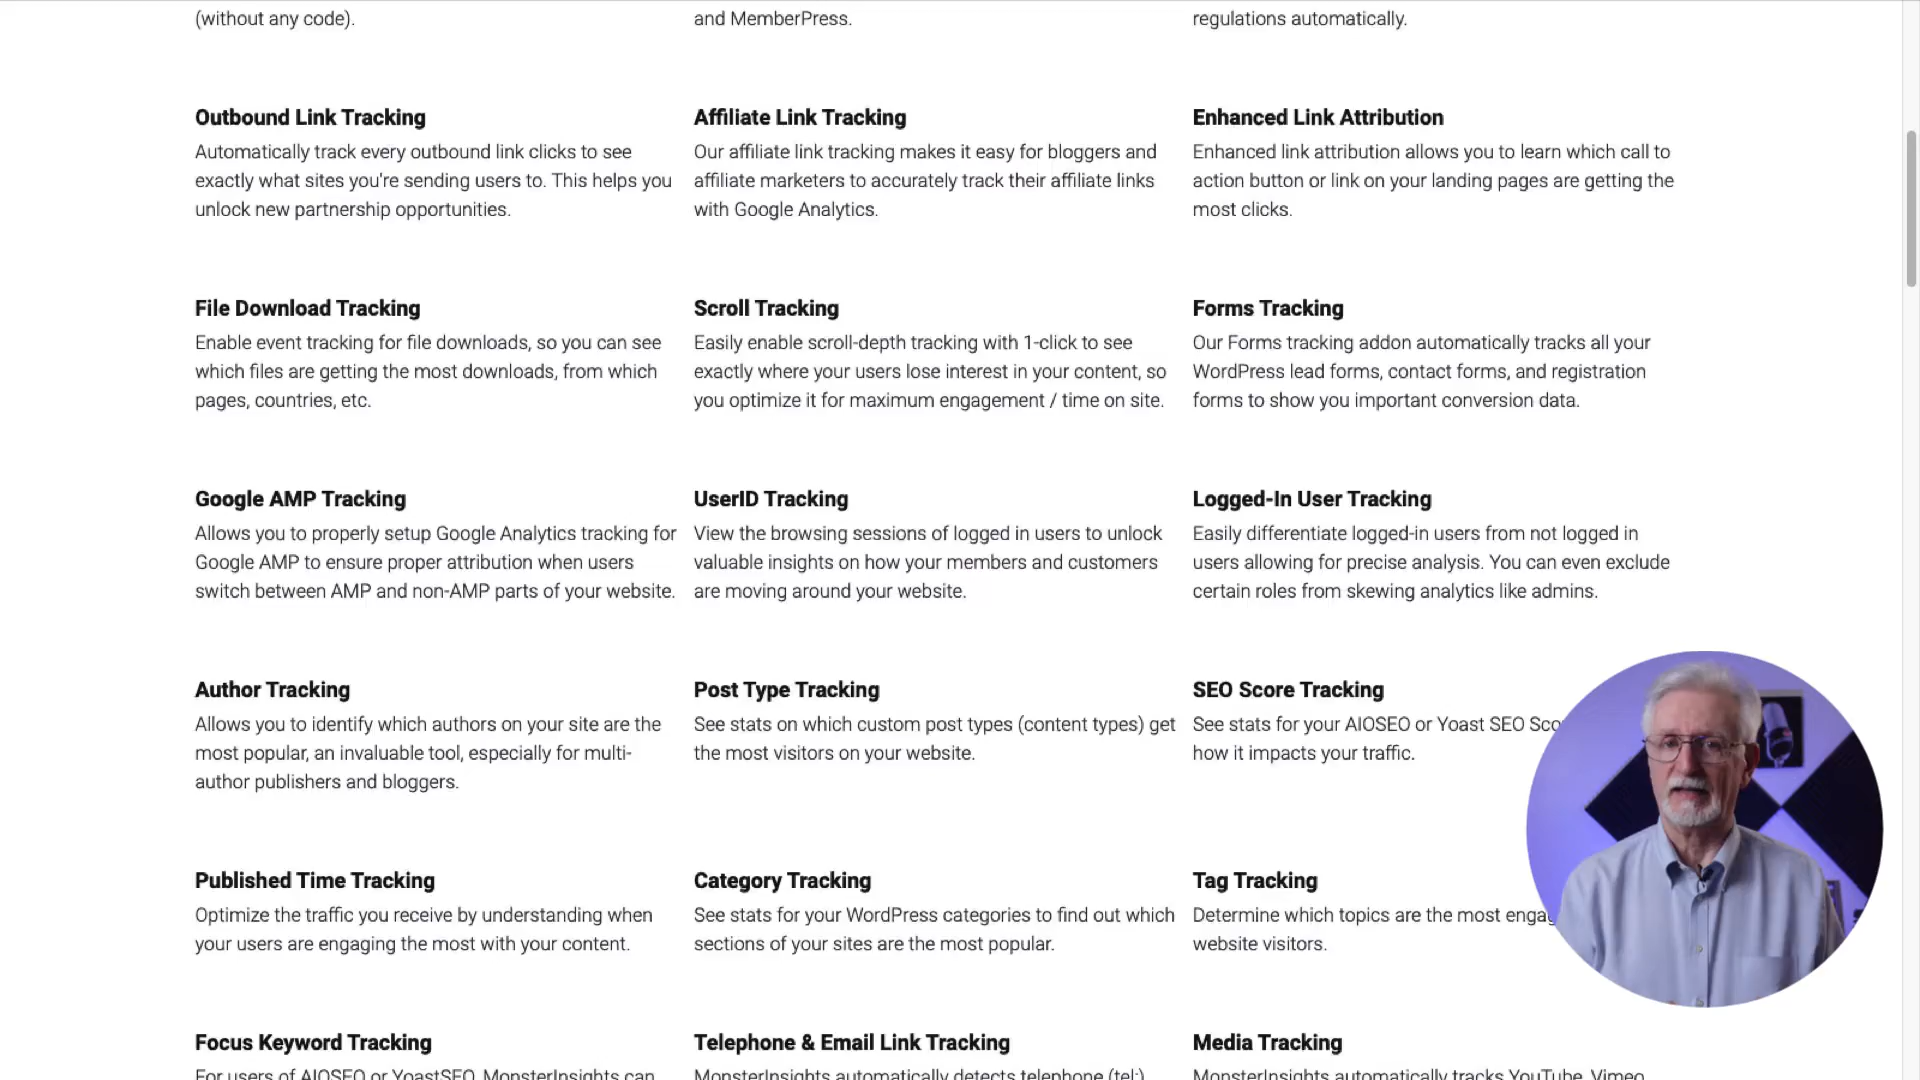 (without any code).
and MemberPress.
regulations automatically.
Outbound Link Tracking
Automatically track every outbound link clicks to see
exactly what sites you're sending users to. This helps you
unlock new partnership opportunities.
Affiliate Link Tracking
Our affiliate link tracking makes it easy for bloggers and
affiliate marketers to accurately track their affiliate links
with Google Analytics.
Enhanced Link Attribution
Enhanced link attribution allows you to learn which call to
action button or link on your landing pages are getting the
most clicks.
File Download Tracking
Enable event tracking for file downloads, so you can see
which files are getting the most downloads, from which
pages, countries, etc.
Scroll Tracking
Easily enable scroll-depth tracking with 1-click to see
exactly where your users lose interest in your content, so
you optimize it for maximum engagement / time on site.
Forms Tracking
Our Forms tracking addon automatically tracks all your
WordPress lead forms, contact forms, and registration
forms to show you important conversion data.
Google AMP Tracking
Allows you to properly setup Google Analytics tracking for
Google AMP to ensure proper attribution when users
switch between AMP and non-AMP parts of your website.
UserID Tracking
View the browsing sessions of logged in users to unlock
valuable insights on how your members and customers
are moving around your website.
Logged-In User Tracking
Easily differentiate logged-in users from not logged in
users allowing for precise analysis. You can even exclude
certain roles from skewing analytics like admins.
Author Tracking
Allows you to identify which authors on your site are the
most popular, an invaluable tool, especially for multi-
author publishers and bloggers.
Post Type Tracking
See stats on which custom post types (content types) get
the most visitors on your website.
SEO Score Tracking
See stats for your AIOSEO or Yoast SEO
how it impacts your traffic.
Published Time Tracking
Optimize the traffic you receive by understanding when
your users are engaging the most with your content.
Category Tracking
See stats for your WordPress categories to find out which
sections of your sites are the most popular.
Tag Tracking
Determine which topics are the most
website visitors.
Focus Keyword Tracking
For users of AIOSEO or YoastSEO, MonsterInsights can
Telephone & Email Link Tracking
MonsterInsights automatically detects telephone (tel:)
Media Tracking
MonsterInsights automatically tracks YouTube, Vimeo